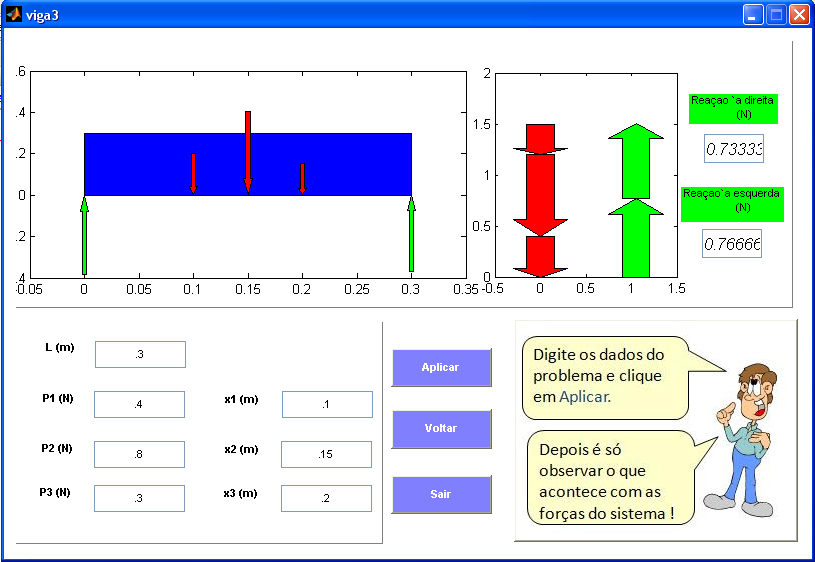 viga3
.6
.4
.2
0
.2
.4
-0.05
0
0.05
0.1
0.15
0.2
0.25
0.3
0.35
2
1.5
1
0.5
0
-0.5
0
0.5
1
1.5
Reaçao `a direita
(N)
0.73333
Reaçao`a esquerda
(N)
0.76666
L (m)
.3
P1 (N)
.4
x1 (m)
.1
P2 (N)
.8
x2 (m)
.15
P3 (N)
.3
x3 (m)
.2
Aplicar
Voltar
Sair
Digite os dados do
problema e clique
em Aplicar.
Depois é só
observar o que
acontece com as
forças do sistema !